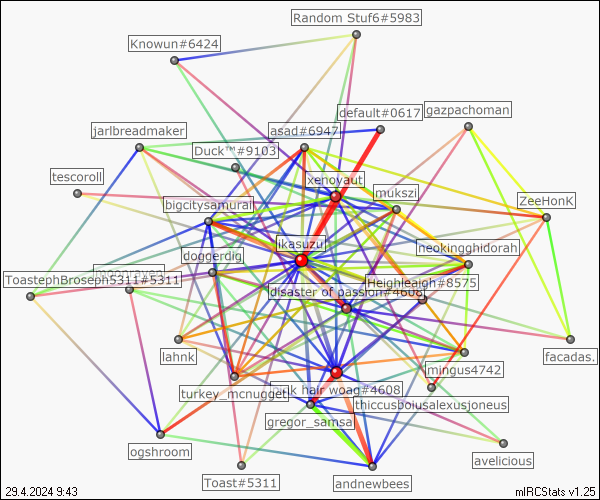 Random Stuf6#5983
Knowun#6424
default#0617
gazpachoman
jarlbreadmaker
asad#6947
Duck™#9103
tescoroll
xenoyaut
mukszi
ZeeHonK
bigcitysamurai
ikasuzu
neokingghidorah
doggerdig
ToastephBroseph5311#5311
Heighleaigh#8575
disaster of passion#4608
lahnk
facadas.
mingus4742
turkey_mcnugget
hair woag#4608
thiccusboiusalexusjoneus
gregor_samsa
ogshroom
avelicious
Toast#5311
andnewbees
29.4.2024 9:43
mIRCStats v1.25